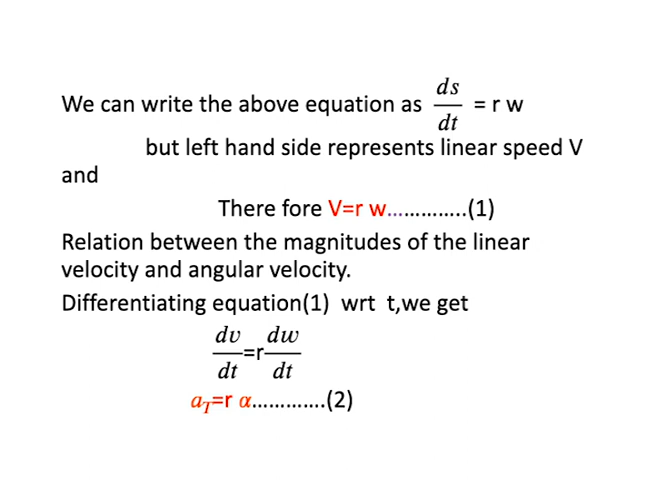 We can write the above equation as ds/dt = r w
but left hand side represents linear speed V
and
There fore V=r w..............(1)
Relation between the magnitudes of the linear
velocity and angular velocity.
Differentiating equation(1) wrt t,we get
dv/dt=r dw/dt
a_T=r α.............(2)